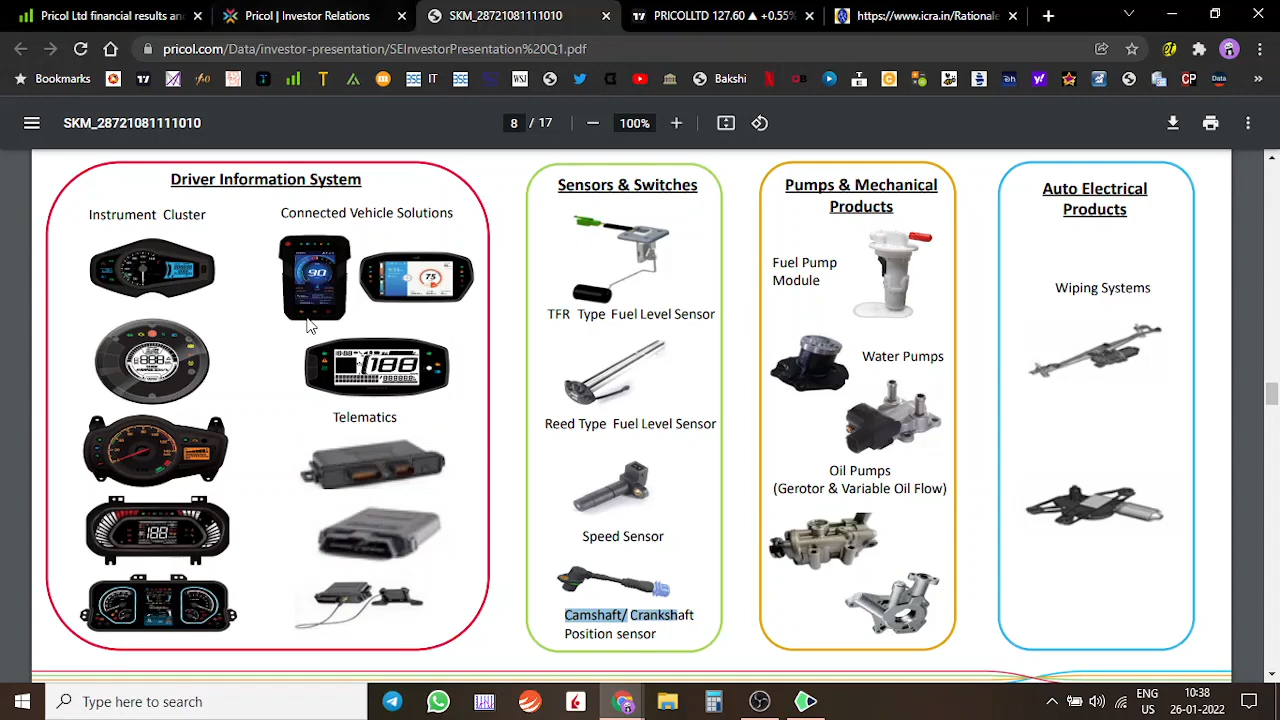 Pricol Ltd financial results and
Pricol | Investor Relations
SKM_28721081111010
PRICOLLTD 127.60 ▲ +0.55%
https://www.icra.in/Rationale
pricol.com/Data/investor-presentation/SEInvestorPresentation%20Q1.pdf
Bookmarks
IT
WSJ
Bakshi
Data
SKM_28721081111010
8 / 17
100%
Driver Information System
Instrument Cluster
Connected Vehicle Solutions
Telematics
Sensors & Switches
TFR Type Fuel Level Sensor
Reed Type Fuel Level Sensor
Speed Sensor
Camshaft/ Crankshaft
Position sensor
Pumps & Mechanical
Products
Fuel Pump
Module
Water Pumps
Oil Pumps
(Gerotor & Variable Oil Flow)
Auto Electrical
Products
Wiping Systems
Type here to search
ENG
US
10:38
26-01-2022